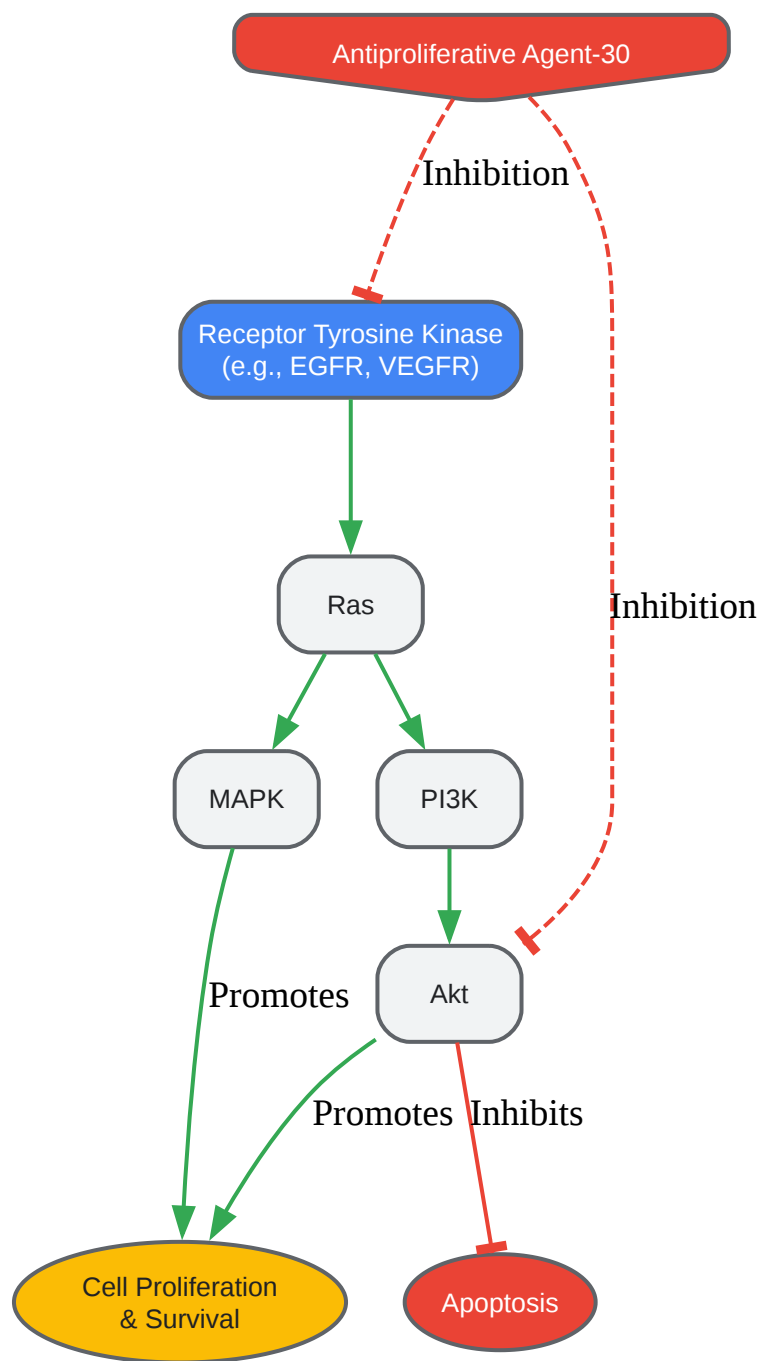 Antiproliferative Agent-30
Inhibition
Receptor Tyrosine Kinase
(e.g., EGFR, VEGFR)
Ras
Inhibition
MAPK
PI3K
Promotes
Akt
Promotes
Inhibits
Cell Proliferation
& Survival
Apoptosis